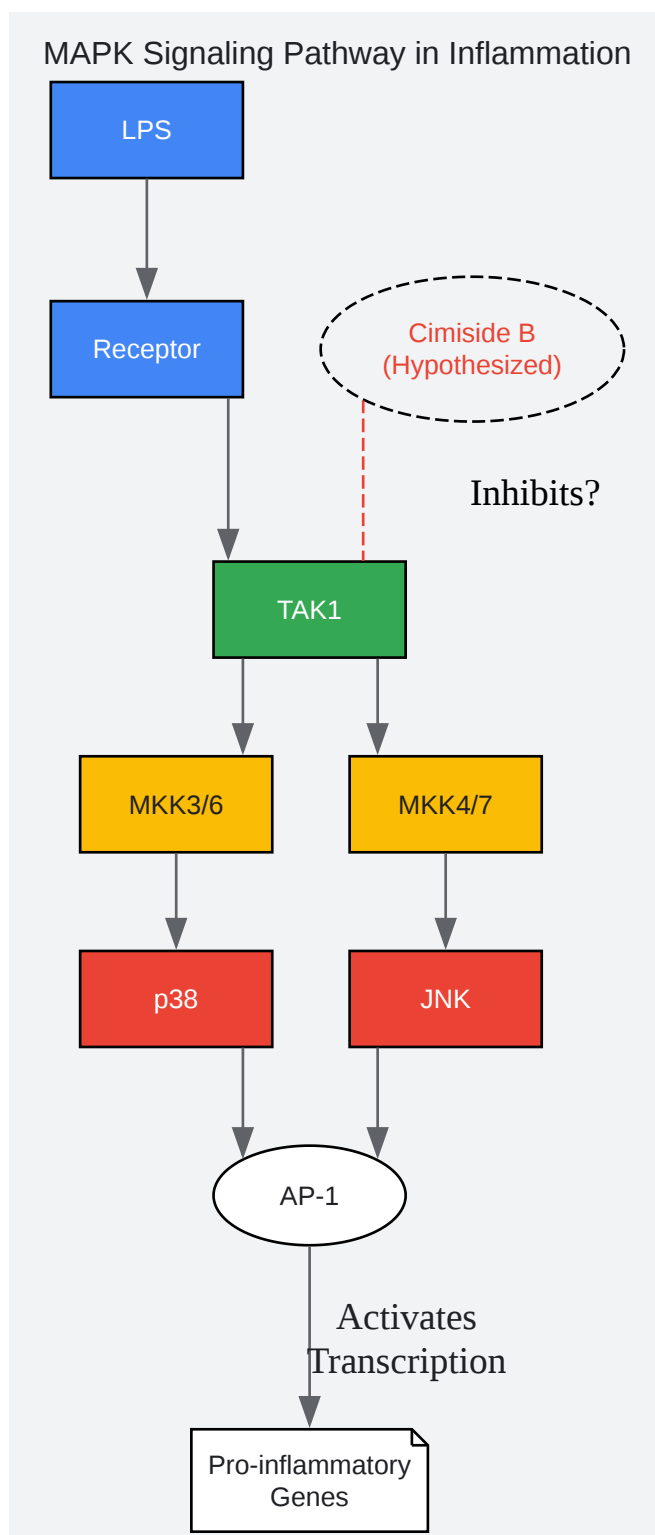 MAPK Signaling Pathway in Inflammation
LPS
Receptor
Cimiside B
(Hypothesized)
Inhibits?
TAK1
MKK3/6
MKK4/7
p38
JNK
AP-1
Activates
Transcription
Pro-inflammatory
Genes